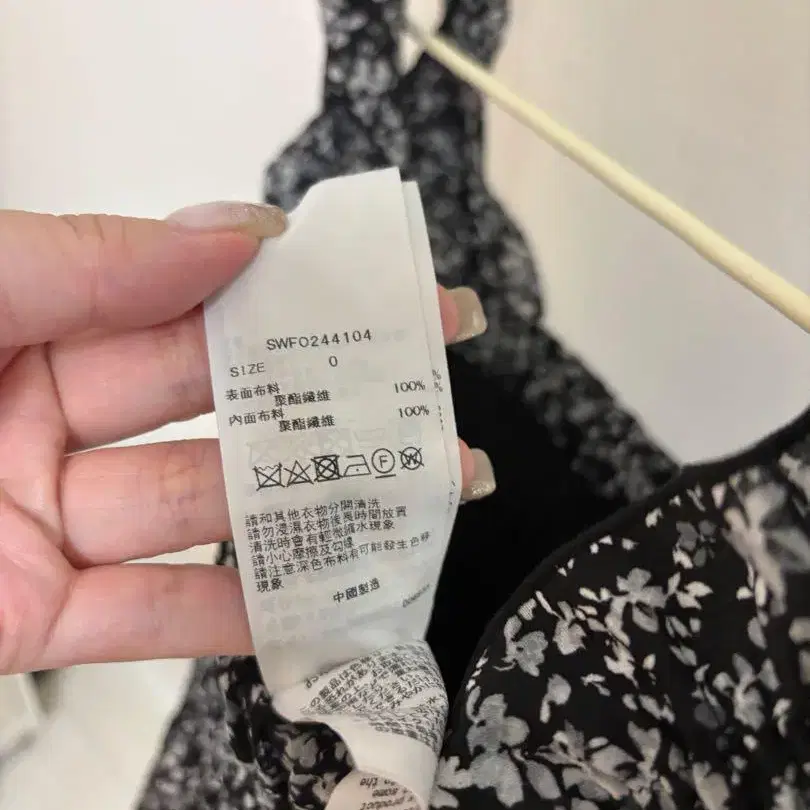 SWFO244104
SIZE 0
表面布料
聚酯纖維 100%
內面布料
聚酯纖維 100%
請和其他衣物分開清洗
請勿浸濕衣物後長時間放置
清洗時會有輕微掉水現象
請小心摩擦及勾破
請注意深色布料有可能發生色移
現象
中國製造